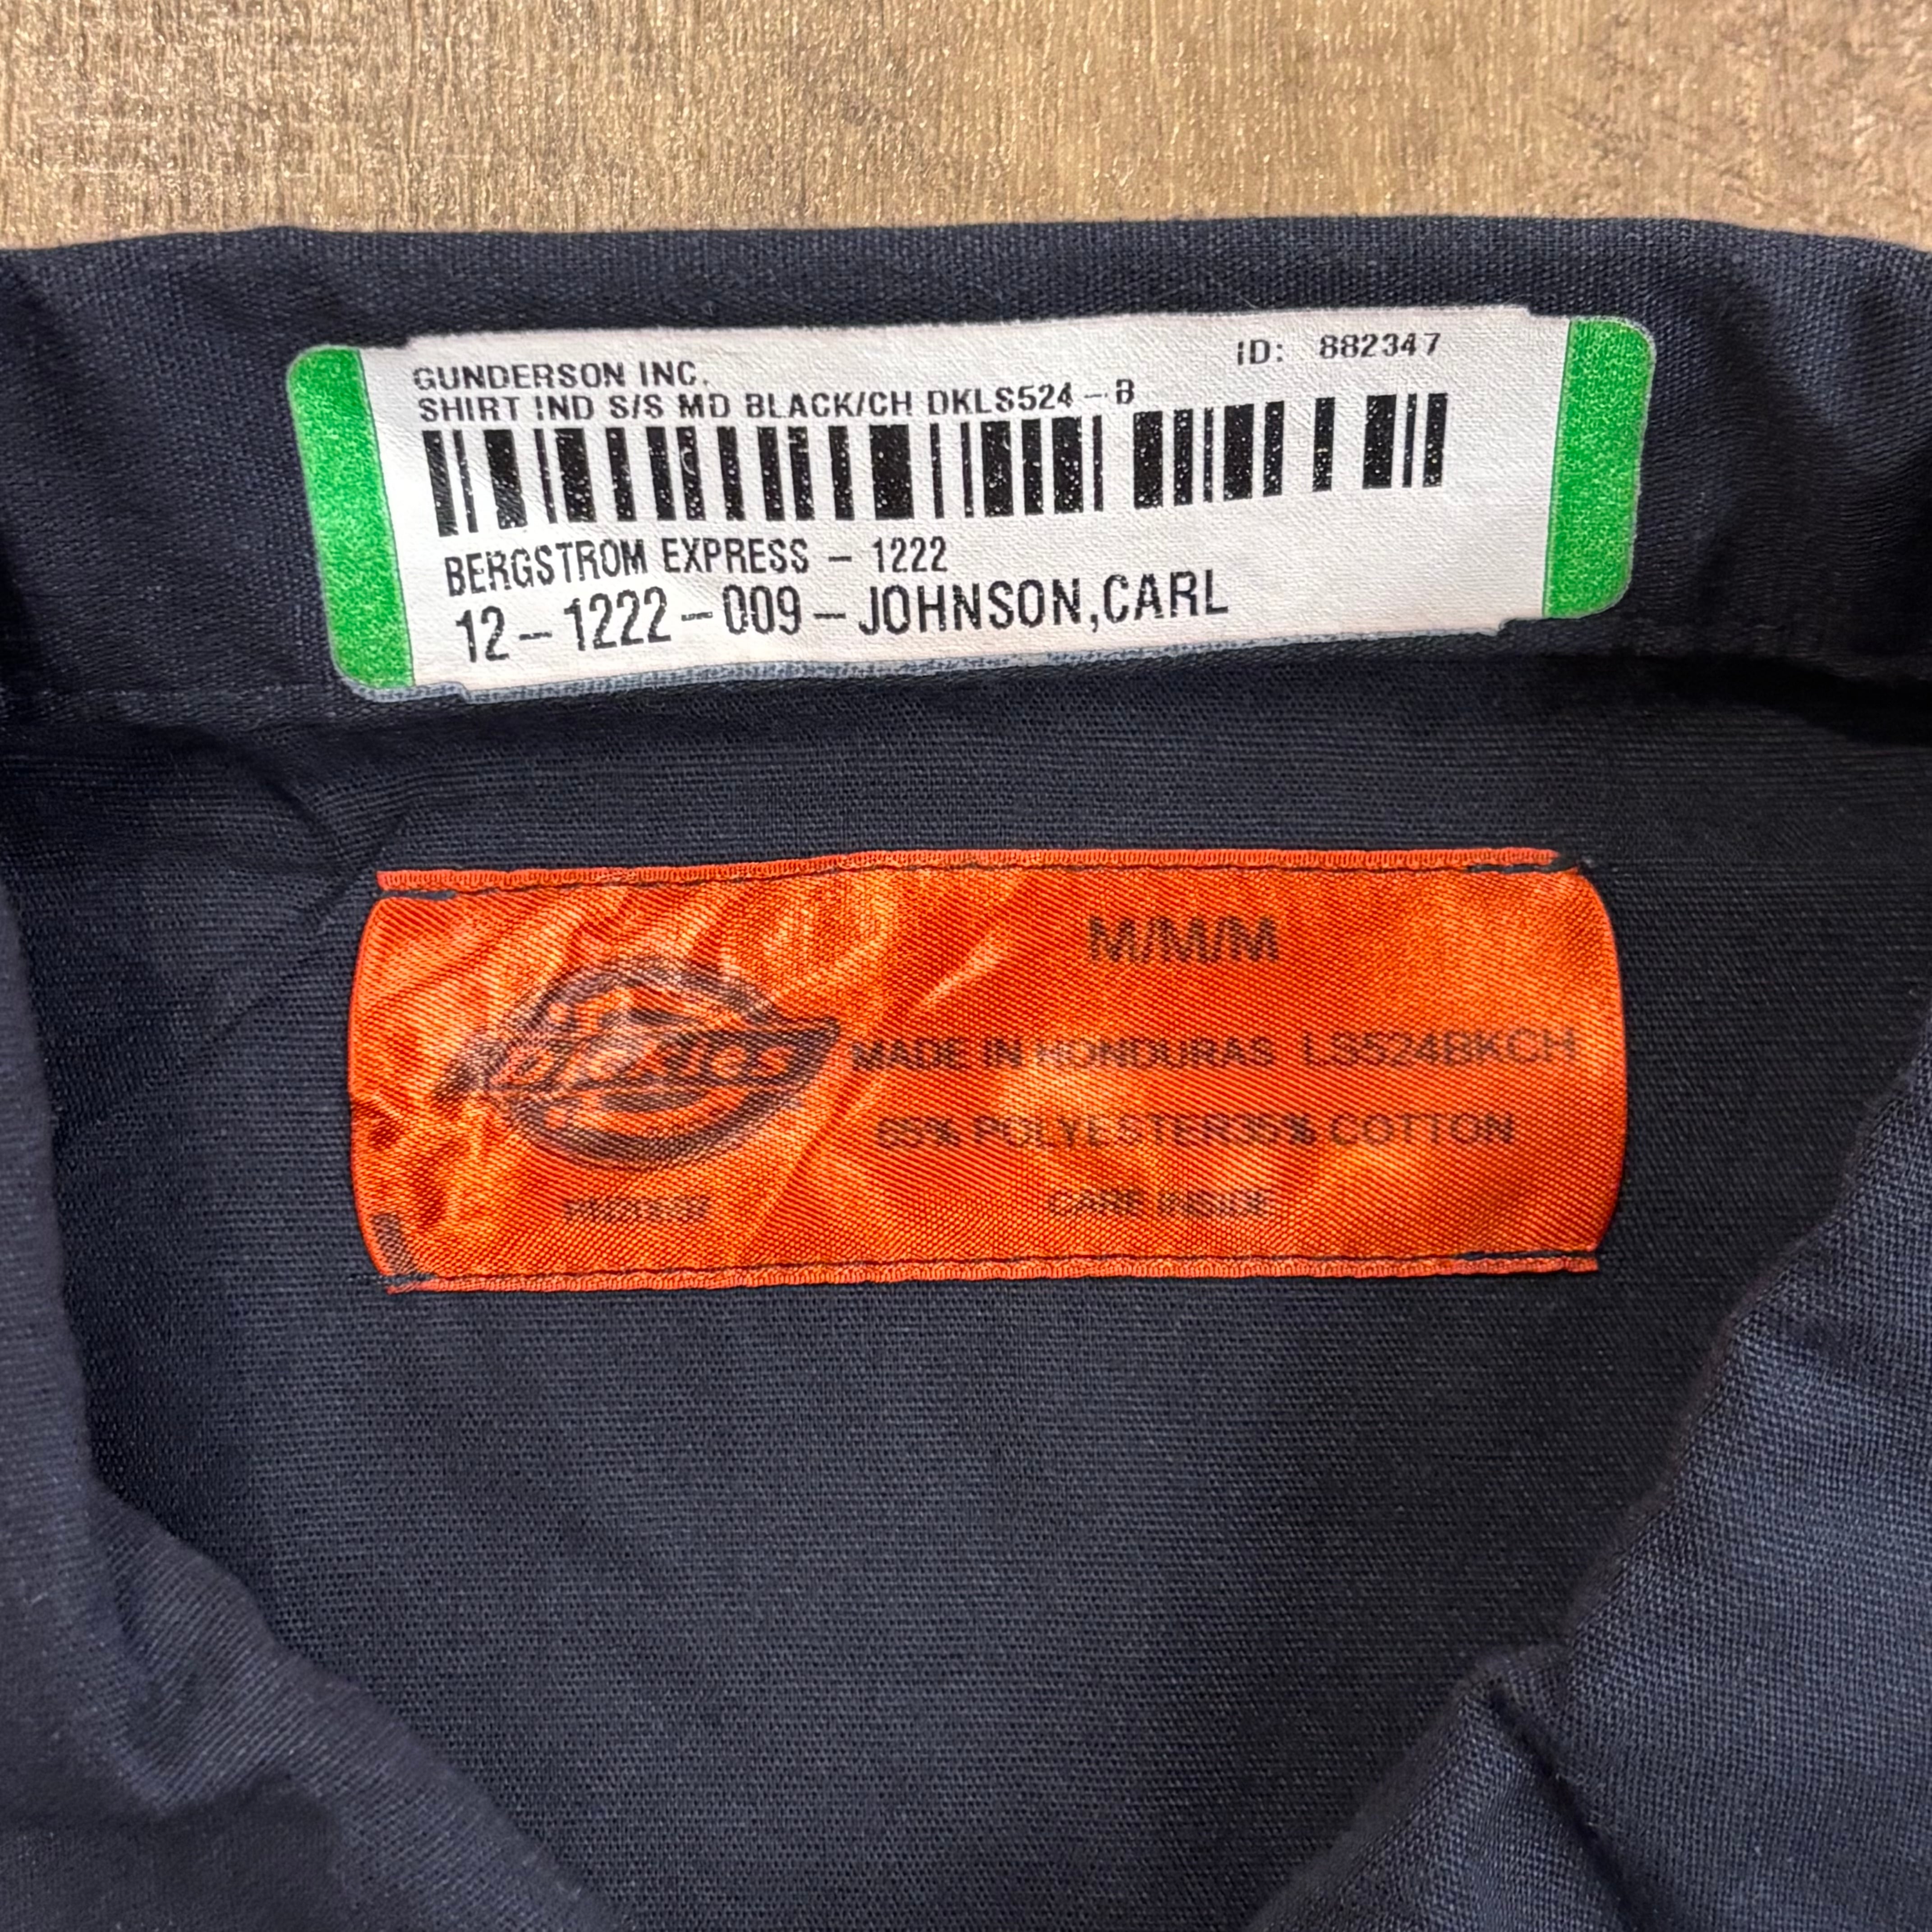 GUNDERSON INC.
ID: 882347
SHIRT IND S/S MD BLACK/CH DKLS524-B
BERGSTROM EXPRESS - 1222
12-1222-009-JOHNSON,CARL
M/M/M
Dickies
MADE IN HONDURAS LS524BKCH
65% POLYESTER35% COTTON
CARE INSIDE